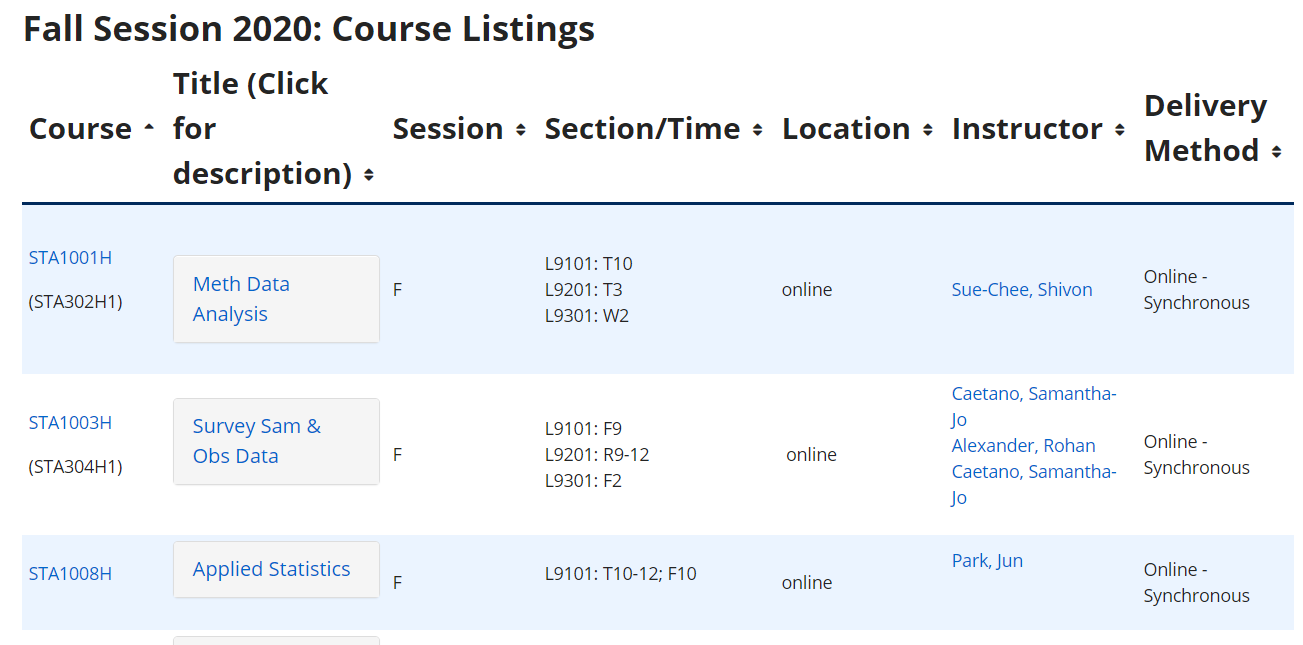 Fall Session 2020: Course Listings
Course
Title (Click
for
description)
Session
Section/Time
Location
Instructor
Delivery
Method
STA1001H
(STA302H1)
Meth Data
Analysis
F
L9101: T10
L9201: T3
L9301: W2
online
Sue-Chee, Shivon
Online -
Synchronous
STA1003H
(STA304H1)
Survey Sam &
Obs Data
F
L9101: F9
L9201: R9-12
L9301: F2
online
Caetano, Samantha-
Jo
Alexander, Rohan
Caetano, Samantha-
Jo
Online -
Synchronous
STA1008H
Applied Statistics
F
L9101: T10-12; F10
online
Park, Jun
Online -
Synchronous